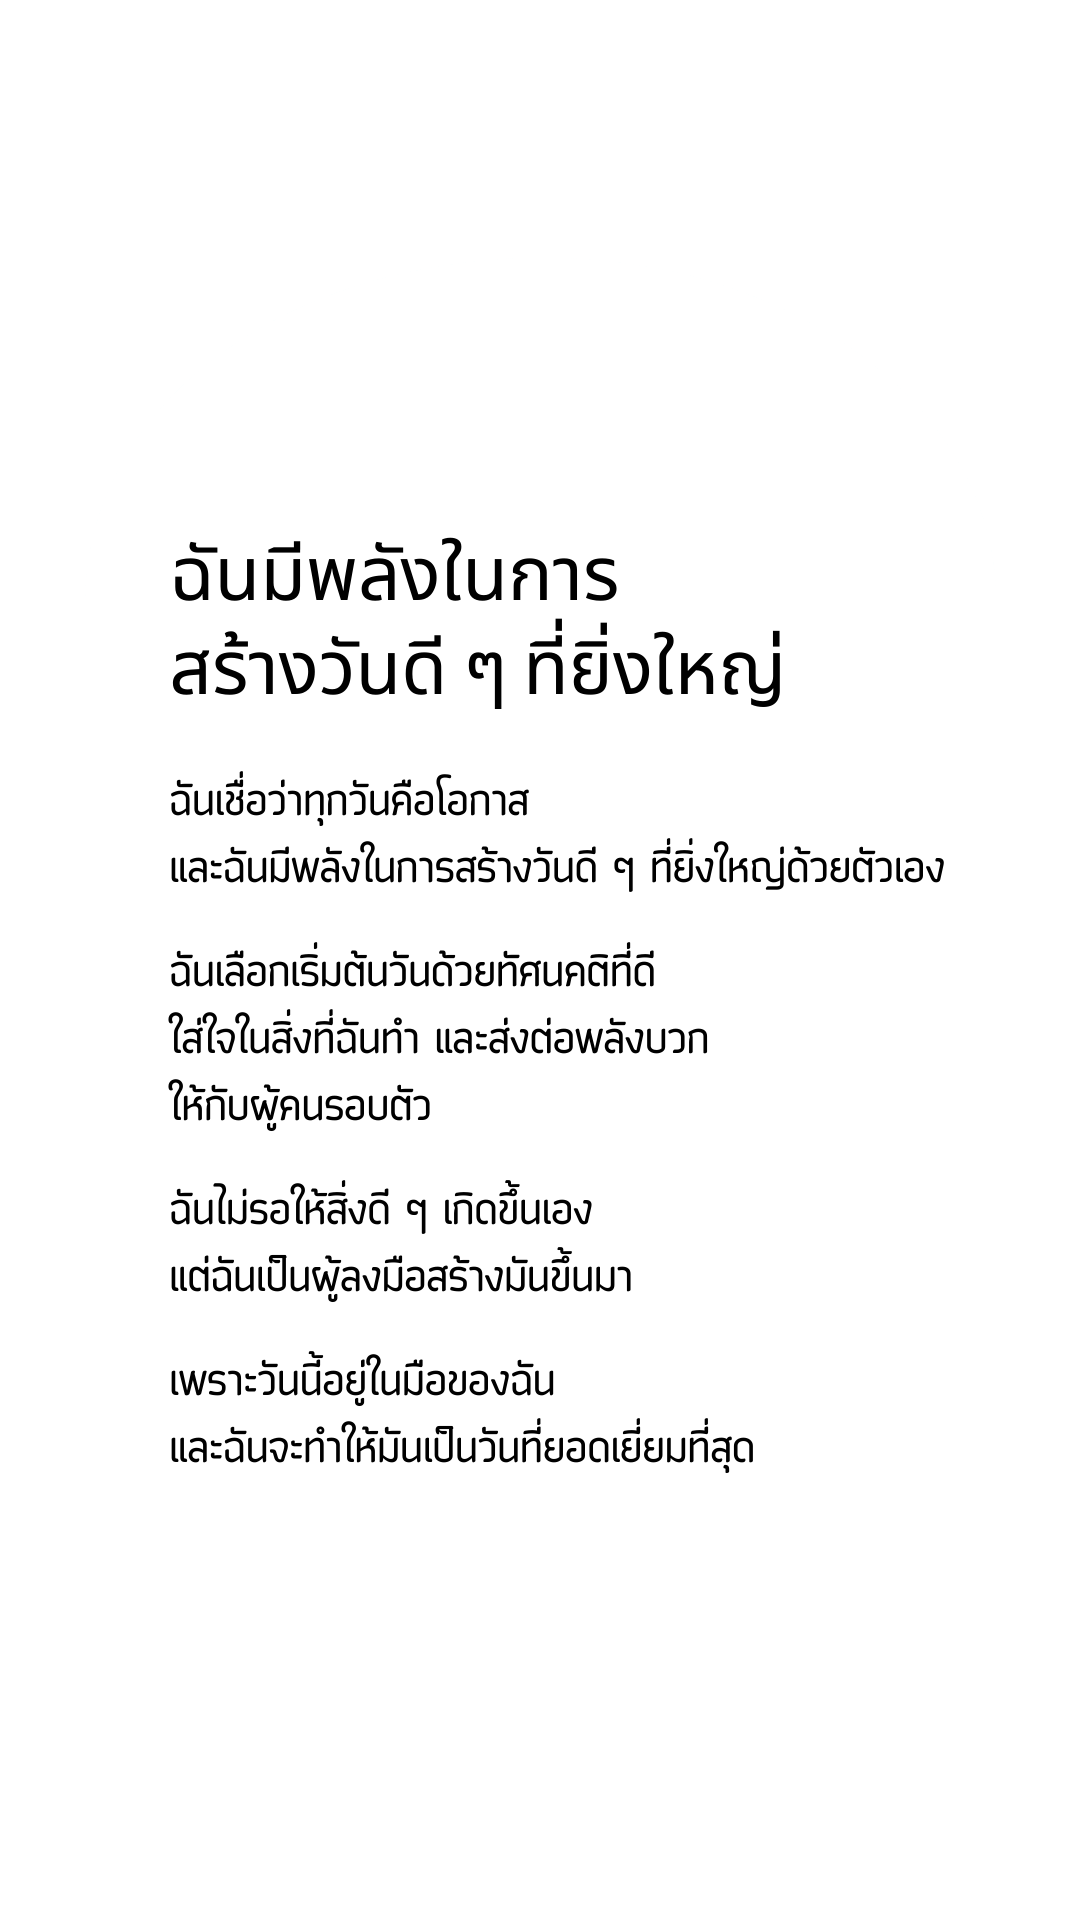 ฉันมีพลังในการ
สร้างวันดี ๆ ที่ยิ่งใหญ่
ฉันเชื่อว่าทุกวันคือโอกาส
และฉันมีพลังในการสร้างวันดี ๆ ที่ยิ่งใหญ่ด้วยตัวเอง
ฉันเลือกเริ่มต้นวันด้วยทัศนคติที่ดี
ใส่ใจในสิ่งที่ฉันทำ และส่งต่อพลังบวก
ให้กับผู้คนรอบตัว
ฉันไม่รอให้สิ่งดี ๆ เกิดขึ้นเอง
แต่ฉันเป็นผู้ลงมือสร้างมันขึ้นมา
เพราะวันนี้อยู่ในมือของฉัน
และฉันจะทำให้มันเป็นวันที่ยอดเยี่ยมที่สุด